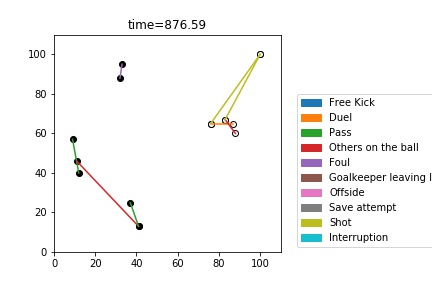 time=876.59
100
80
60
40
20
0
0 20 40 60 80 100
Free Kick
Duel
Pass
Others on the ball
Foul
Goalkeeper leaving l
Offside
Save attempt
Shot
Interruption